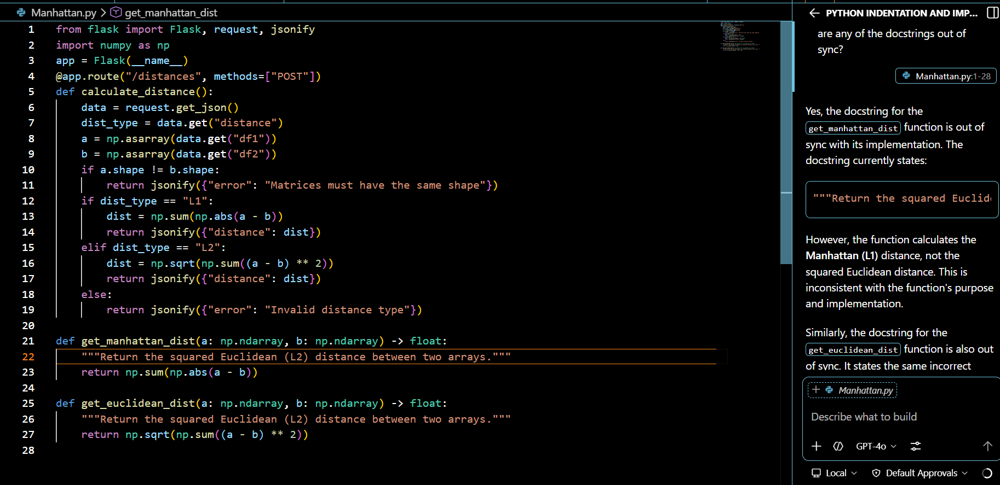 Manhattan.py > get_manhattan_dist
1 from flask import Flask, request, jsonify
2 import numpy as np
3 app = Flask(__name__)
4 @app.route("/distances", methods=["POST"])
5 def calculate_distance():
6     data = request.get_json()
7     dist_type = data.get("distance")
8     a = np.asarray(data.get("df1"))
9     b = np.asarray(data.get("df2"))
10     if a.shape != b.shape:
11         return jsonify({"error": "Matrices must have the same shape"})
12     if dist_type == "L1":
13         dist = np.sum(np.abs(a - b))
14         return jsonify({"distance": dist})
15     elif dist_type == "L2":
16         dist = np.sqrt(np.sum((a - b) ** 2))
17         return jsonify({"distance": dist})
18     else:
19         return jsonify({"error": "Invalid distance type"})
20
21 def get_manhattan_dist(a: np.ndarray, b: np.ndarray) -> float:
22     """Return the squared Euclidean (L2) distance between two arrays."""
23     return np.sum(np.abs(a - b))
24
25 def get_euclidean_dist(a: np.ndarray, b: np.ndarray) -> float:
26     """Return the squared Euclidean (L2) distance between two arrays."""
27     return np.sqrt(np.sum((a - b) ** 2))
28
PYTHON INDENTATION AND IMP...
are any of the docstrings out of
sync?
Manhattan.py:1-28
Yes, the docstring for the
get_manhattan_dist function is out of
sync with its implementation. The
docstring currently states:
"""Return the squared Euclid
However, the function calculates the
Manhattan (L1) distance, not the
squared Euclidean distance. This is
inconsistent with the function's purpose
and implementation.
Similarly, the docstring for the
get_euclidean_dist function is also out
of sync. It states the same incorrect
+ Manhattan.py
Describe what to build
GPT-4o
Local
Default Approvals